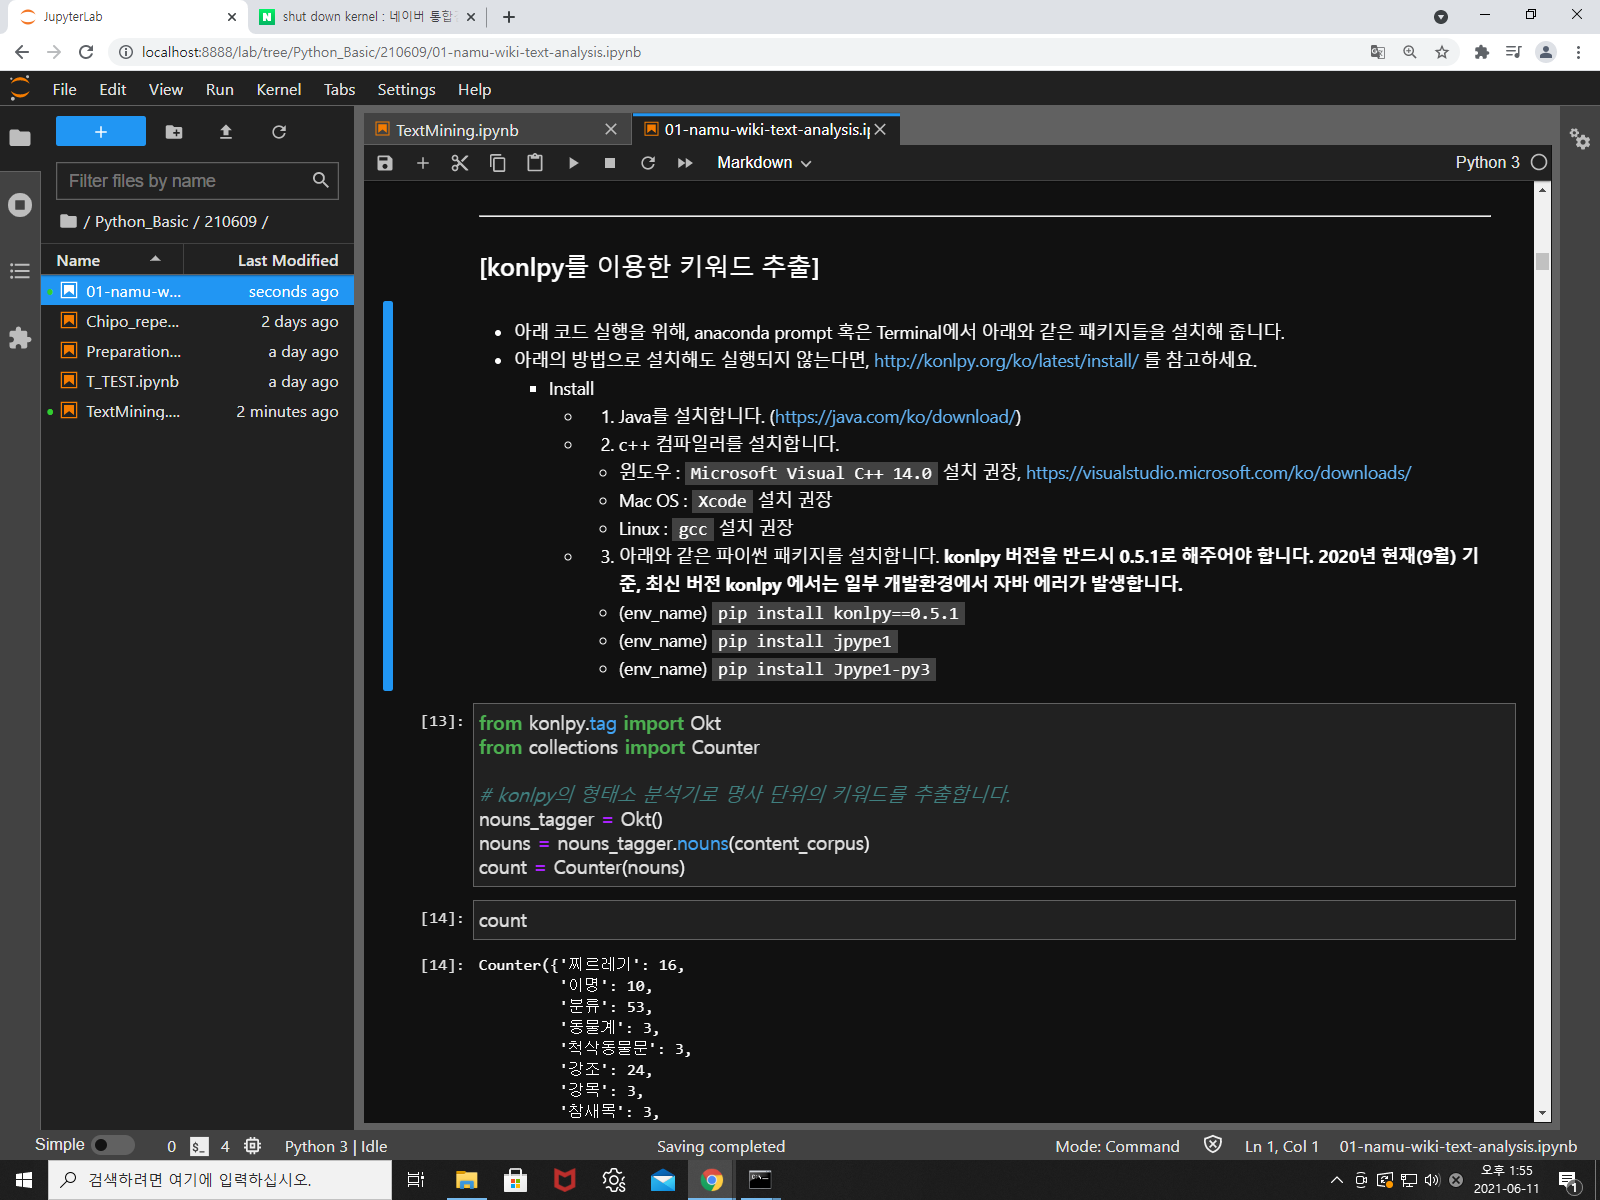 JupyterLab
shut down kernel : 네이버 통합
localhost:8888/lab/tree/Python_Basic/210609/01-namu-wiki-text-analysis.ipynb
File Edit View Run Kernel Tabs Settings Help
TextMining.ipynb
01-namu-wiki-text-analysis.i
Markdown
Python 3
Filter files by name
/ Python_Basic / 210609 /
Name Last Modified
01-namu-w... seconds ago
Chipo_repe... 2 days ago
Preparation... a day ago
T_TEST.ipynb a day ago
TextMining.... 2 minutes ago
[konlpy를 이용한 키워드 추출]
• 아래 코드 실행을 위해, anaconda prompt 혹은 Terminal에서 아래와 같은 패키지들을 설치해 줍니다.
• 아래의 방법으로 설치해도 실행되지 않는다면, http://konlpy.org/ko/latest/install/ 를 참고하세요.
▪ Install
○ 1. Java를 설치합니다. (https://java.com/ko/download/)
○ 2. c++ 컴파일러를 설치합니다.
○ 윈도우 : Microsoft Visual C++ 14.0 설치 권장, https://visualstudio.microsoft.com/ko/downloads/
○ Mac OS : Xcode 설치 권장
○ Linux : gcc 설치 권장
○ 3. 아래와 같은 파이썬 패키지를 설치합니다. konlpy 버전을 반드시 0.5.1로 해주어야 합니다. 2020년 현재(9월) 기
준, 최신 버전 konlpy 에서는 일부 개발환경에서 자바 에러가 발생합니다.
○ (env_name) pip install konlpy==0.5.1
○ (env_name) pip install jpype1
○ (env_name) pip install Jpype1-py3
[13]: from konlpy.tag import Okt
from collections import Counter
# konlpy의 형태소 분석기로 명사 단위의 키워드를 추출합니다.
nouns_tagger = Okt()
nouns = nouns_tagger.nouns(content_corpus)
count = Counter(nouns)
[14]: count
[14]: Counter({'찌르레기': 16,
'이명': 10,
'분류': 53,
'동물계': 3,
'척삭동물문': 3,
'강조': 24,
'강목': 3,
'참새목': 3,
Simple 0 4 Python 3 | Idle Saving completed Mode: Command Ln 1, Col 1 01-namu-wiki-text-analysis.ipynb
검색하려면 여기에 입력하십시오.
오후 1:55
2021-06-11
1